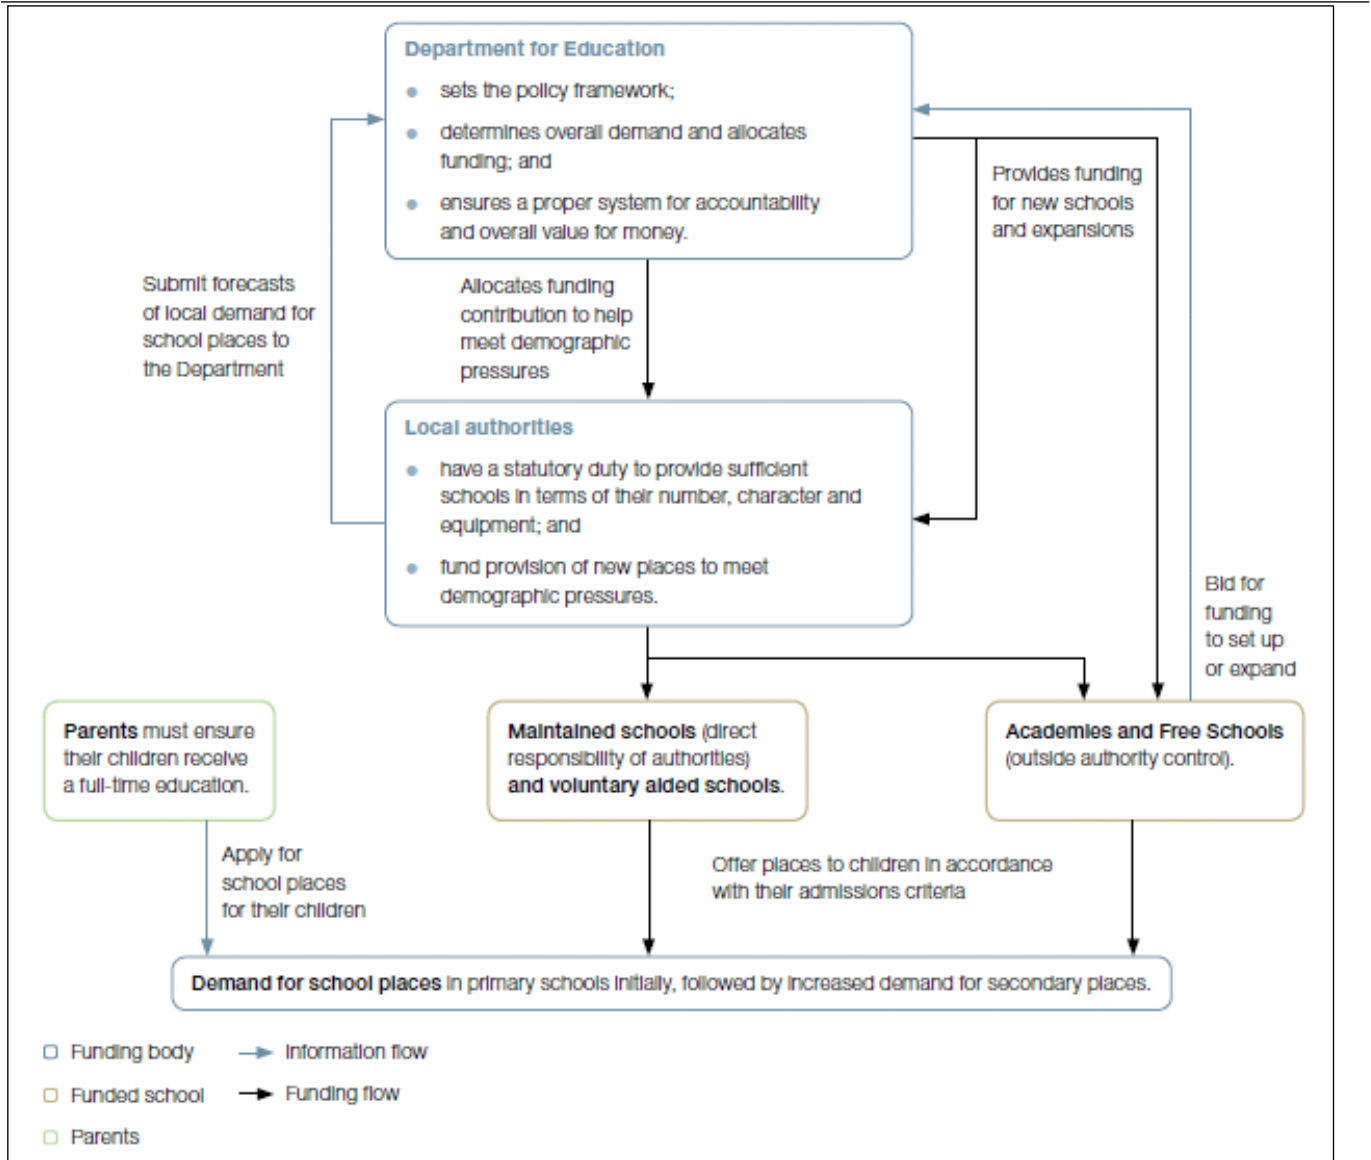 Department for Education
sets the policy framework;
determines overall demand and allocates
funding; and
ensures a proper system for accountability
and overall value for money.
Provides funding
for new schools
and expansions
Submit forecasts
of local demand for
school places to
the Department
Allocates funding
contribution to help
meet demographic
pressures
Local authorities
have a statutory duty to provide sufficient
schools in terms of their number, character and
equipment; and
fund provision of new places to meet
demographic pressures.
Bid for
funding
to set up
or expand
Parents must ensure
their children receive
a full-time education.
Maintained schools (direct
responsibility of authorities)
and voluntary aided schools.
Academies and Free Schools
(outside authority control).
Apply for
school places
for their children
Offer places to children in accordance
with their admissions criteria
Demand for school places in primary schools initially, followed by increased demand for secondary places.
Funding body
Information flow
Funded school
Funding flow
Parents